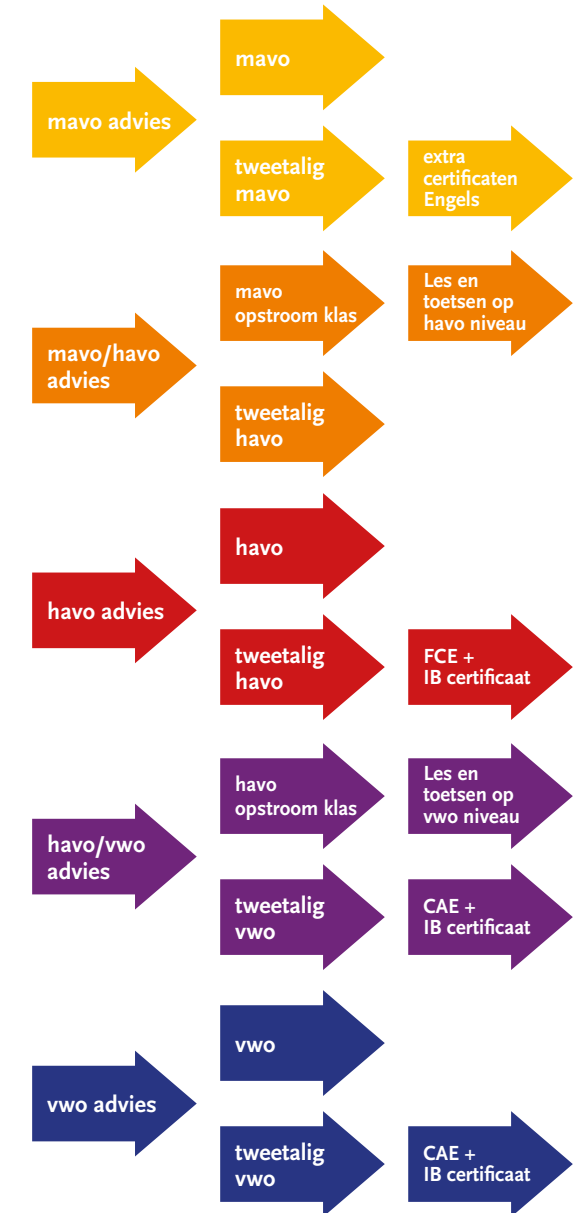 mavo advies
mavo
tweetalig
mavo
extra
certificaten
Engels
mavo/havo
advies
mavo
opstroom klas
Les en
toetsen op
havo niveau
tweetalig
havo
havo advies
havo
tweetalig
havo
FCE +
IB certificaat
havo/vwo
advies
havo
opstroom klas
Les en
toetsen op
vwo niveau
tweetalig
vwo
CAE +
IB certificaat
vwo advies
vwo
tweetalig
vwo
CAE +
IB certificaat